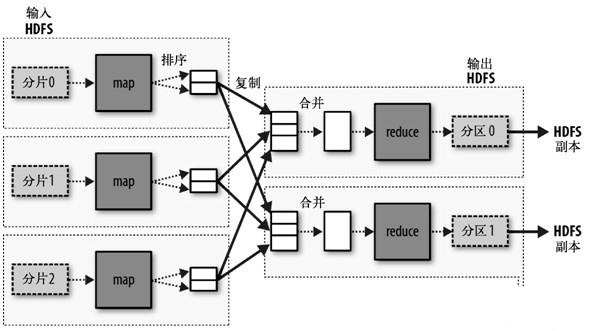 输入
HDFS
分片0
map
排序
复制
分片1
map
分片2
map
输出
HDFS
合并
reduce
分区 0
HDFS
副本
合并
reduce
分区 1
HDFS
副本